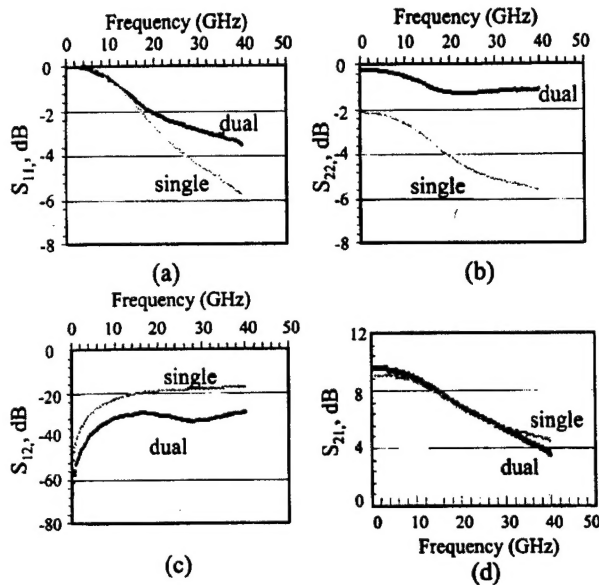 Frequency (GHz)
0 10 20 30 40 50
0
-2
-4
-6
-8
S11, dB
dual
single
(a)
Frequency (GHz)
0 10 20 30 40 50
0
-2
-4
-6
-8
S22, dB
dual
single
(b)
Frequency (GHz)
0 10 20 30 40 50
0
-20
-40
-60
-80
S12, dB
single
dual
(c)
12
8
4
0
S21, dB
single
dual
0 10 20 30 40 50
Frequency (GHz)
(d)